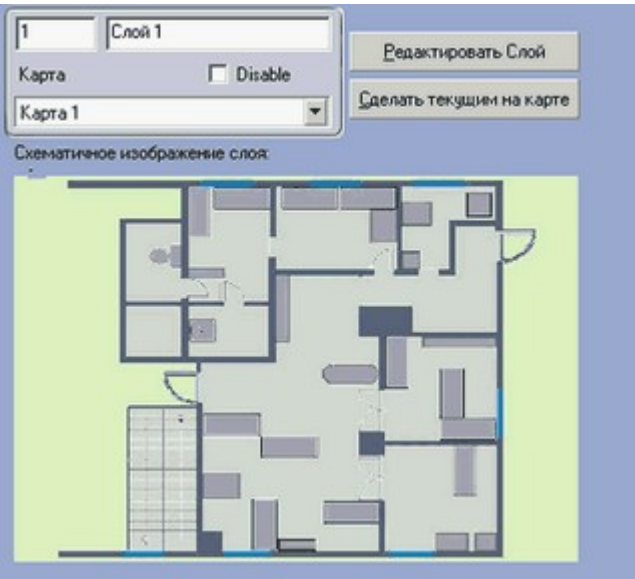 1
Слой 1
Редактировать Слой
Карта
Disable
Сделать текущим на карте
Карта 1
Схематичное изображение слоя: